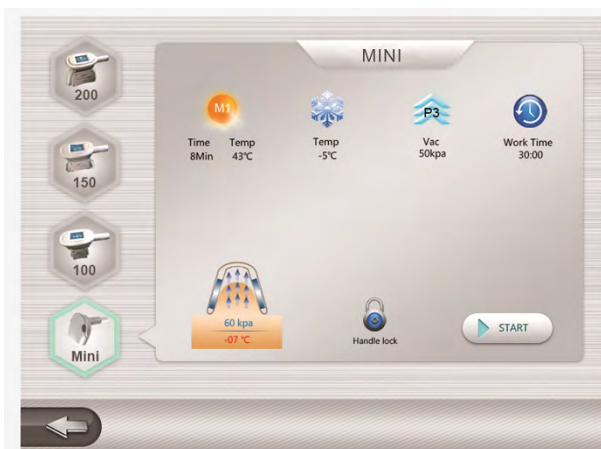 MINI
200
150
100
Mini
M1
Time Temp
8Min 43℃
Temp
-5℃
P3
Vac
50kpa
Work Time
30:00
60 kpa
-07 ℃
Handle lock
START